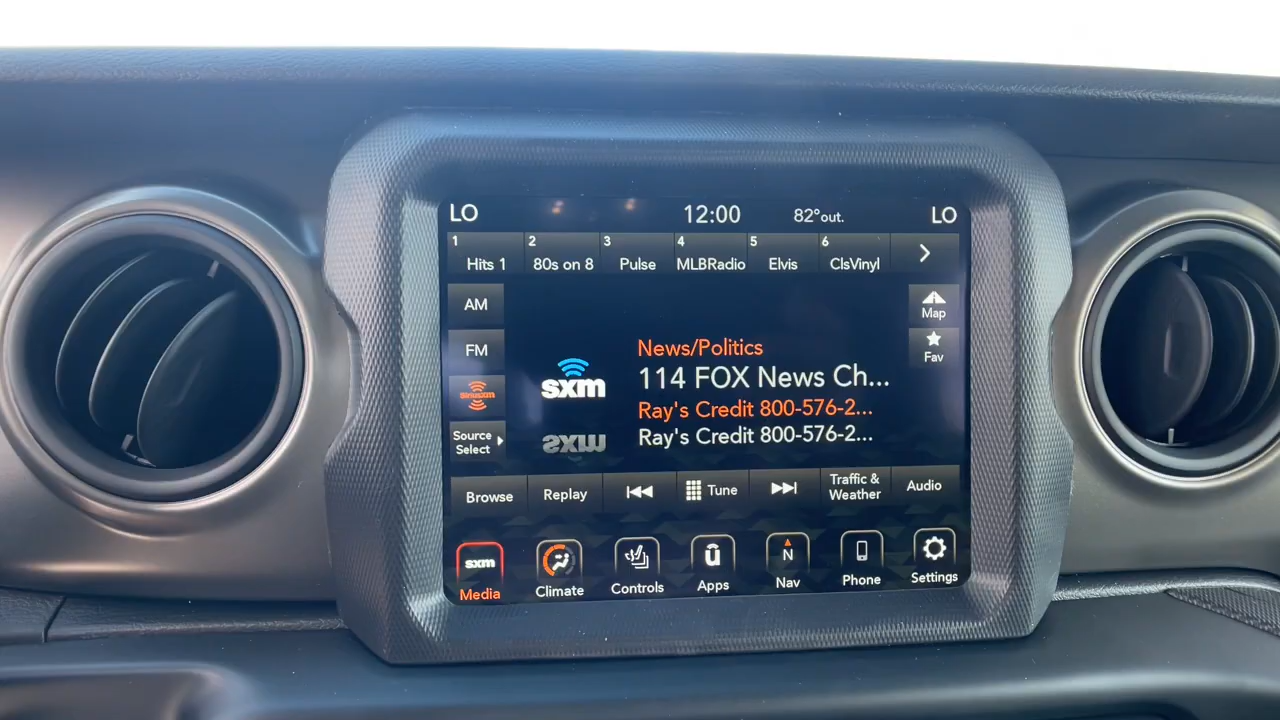 LO 12:00 82°out. LO
1 2 3 4 5 6
Hits 1 80s on 8 Pulse MLBRadio Elvis ClsVinyl
AM
Map
FM
Fav
News/Politics
sxm
114 FOX News Ch...
SiriusXM
Ray's Credit 800-576-2...
Ray's Credit 800-576-2...
Source
Select
sxm
Browse Replay Tune Traffic &
Weather Audio
sxm
N
Media Climate Controls Apps Nav Phone Settings